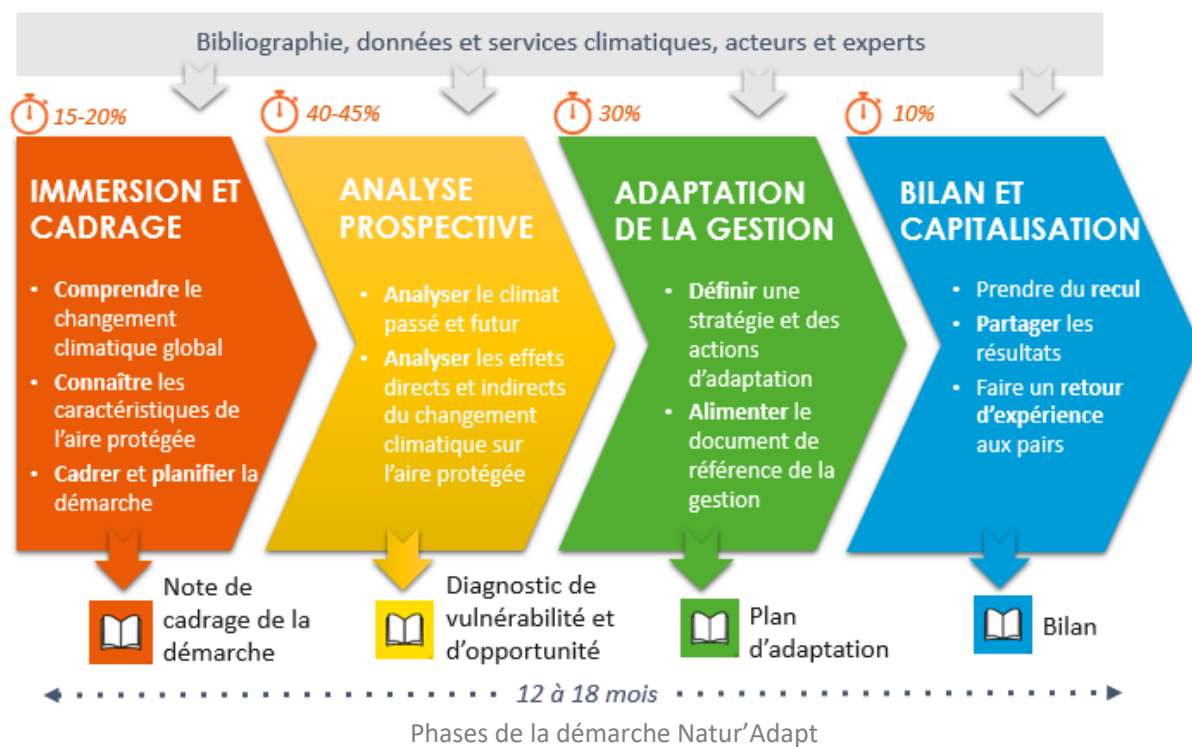 Bibliographie, données et services climatiques, acteurs et experts
15-20%
40-45%
30%
10%
IMMERSION ET
CADRAGE
• Comprendre le
changement
climatique global
• Connaître les
caractéristiques de
l’aire protégée
• Cadrer et planifier la
démarche
ANALYSE
PROSPECTIVE
• Analyser le climat
passé et futur
• Analyser les effets
directs et indirects
du changement
climatique sur
l’aire protégée
ADAPTATION
DE LA GESTION
• Définir une
stratégie et des
actions
d’adaptation
• Alimenter le
document de
référence de la
gestion
BILAN ET
CAPITALISATION
• Prendre du recul
• Partager les
résultats
• Faire un retour
d’expérience
aux pairs
Note de
cadrage de la
démarche
Diagnostic de
vulnérabilité et
d’opportunité
Plan
d’adaptation
Bilan
12 à 18 mois
Phases de la démarche Natur’Adapt